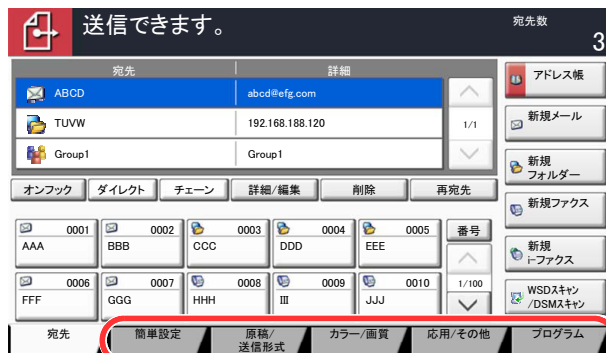 送信できます。
宛先数
3
宛先 詳細
ABCD abcd@efg.com
TUVW 192.168.188.120
Group1 Group1
1/1
オンフック ダイレクト チェーン 詳細/編集 削除 再宛先
0001 0002 0003 0004 0005
AAA BBB CCC DDD EEE
0006 0007 0008 0009 0010
FFF GGG HHH III JJJ
番号
1/100
アドレス帳
新規メール
新規
フォルダー
新規ファクス
新規
i-ファクス
WSDスキャン
/DSMスキャン
宛先 簡単設定 原稿/
送信形式 カラー/画質 応用/その他 プログラム